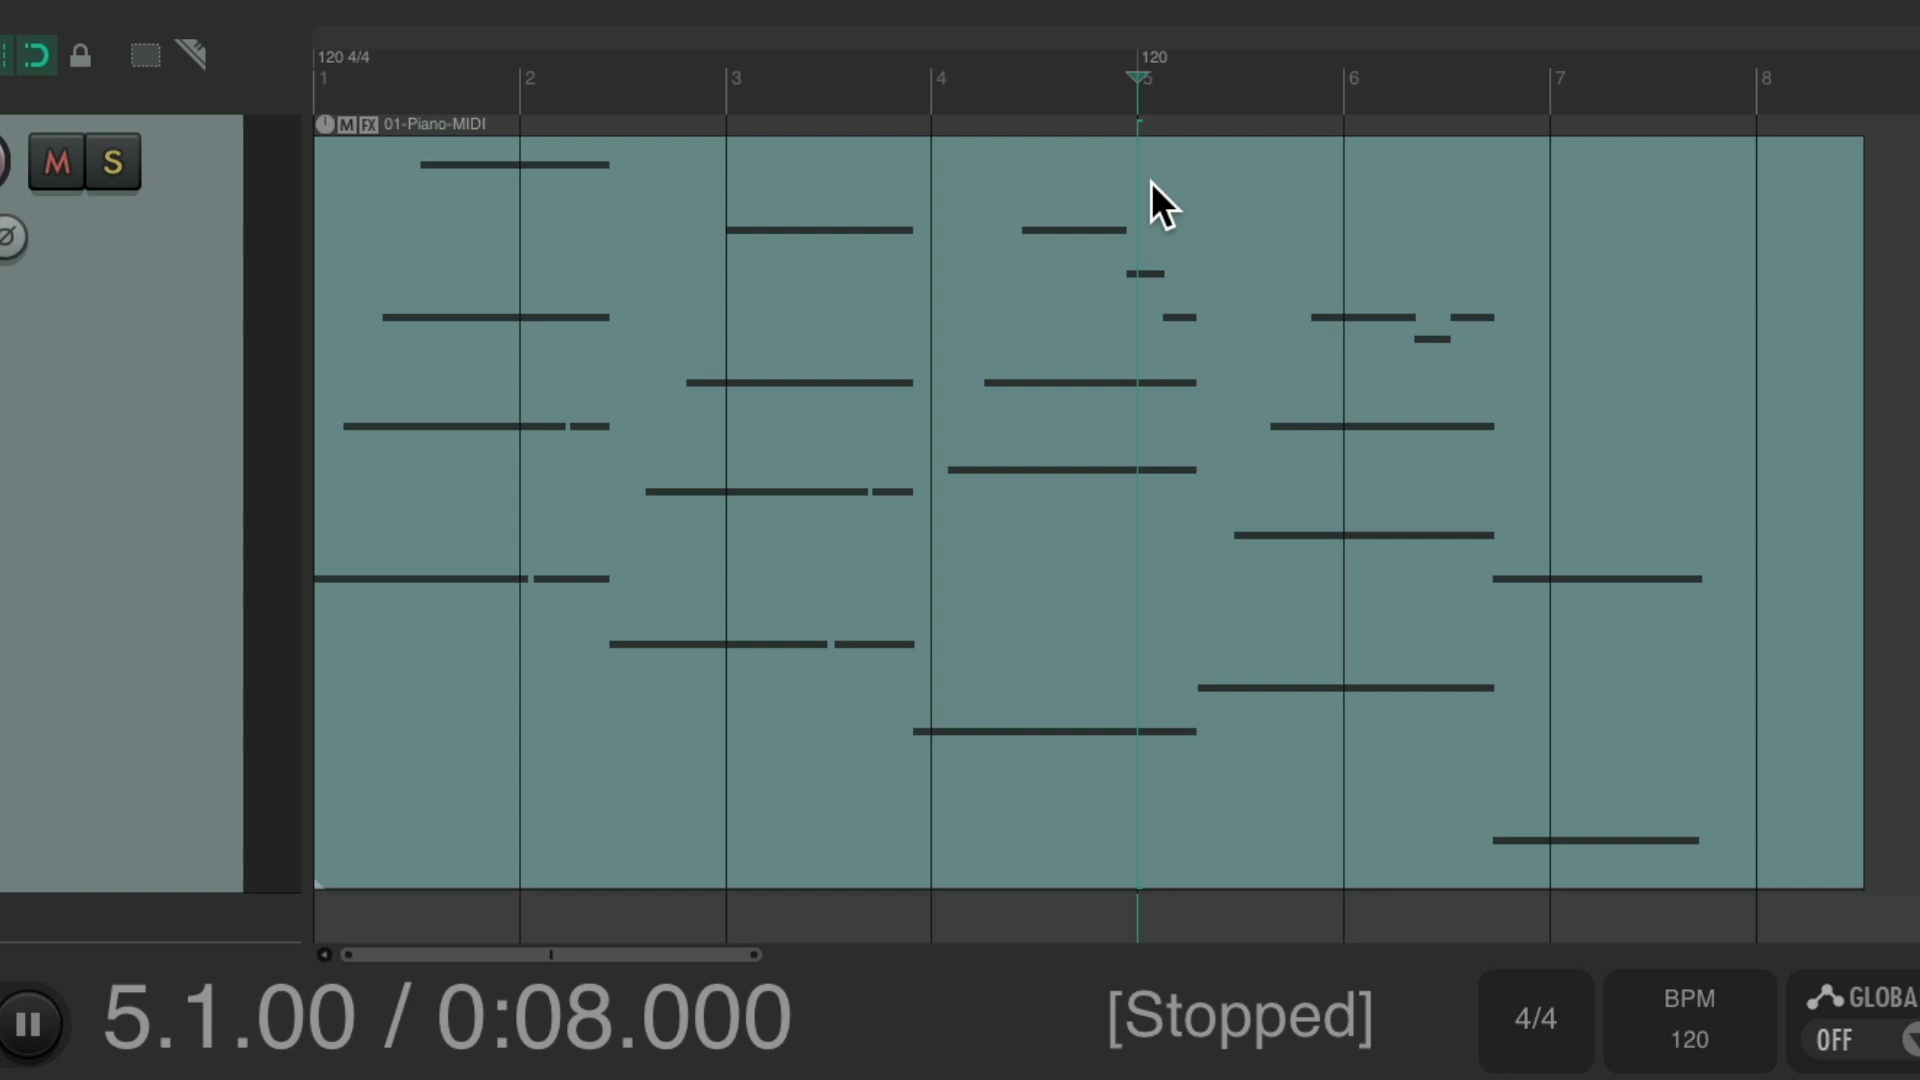 120 4/4
120
1
2
3
4
5
6
7
8
M FX 01-Piano-MIDI
M S
5.1.00 / 0:08.000
[Stopped]
4/4
BPM
120
GLOBA
OFF